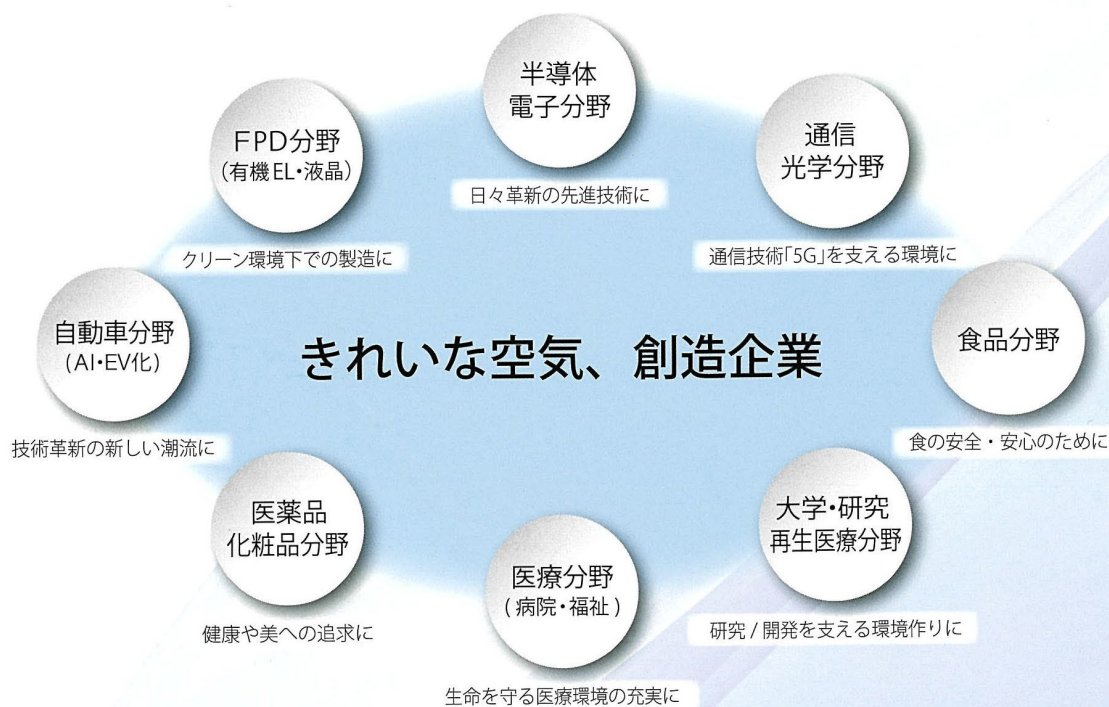 半導体
電子分野
日々革新の先進技術に
FPD分野
(有機EL・液晶)
クリーン環境下での製造に
通信
光学分野
通信技術「5G」を支える環境に
自動車分野
(AI・EV化)
技術革新の新しい潮流に
きれいな空気、創造企業
食品分野
食の安全・安心のために
医薬品
化粧品分野
健康や美への追求に
医療分野
(病院・福祉)
生命を守る医療環境の充実に
大学・研究
再生医療分野
研究/開発を支える環境作りに